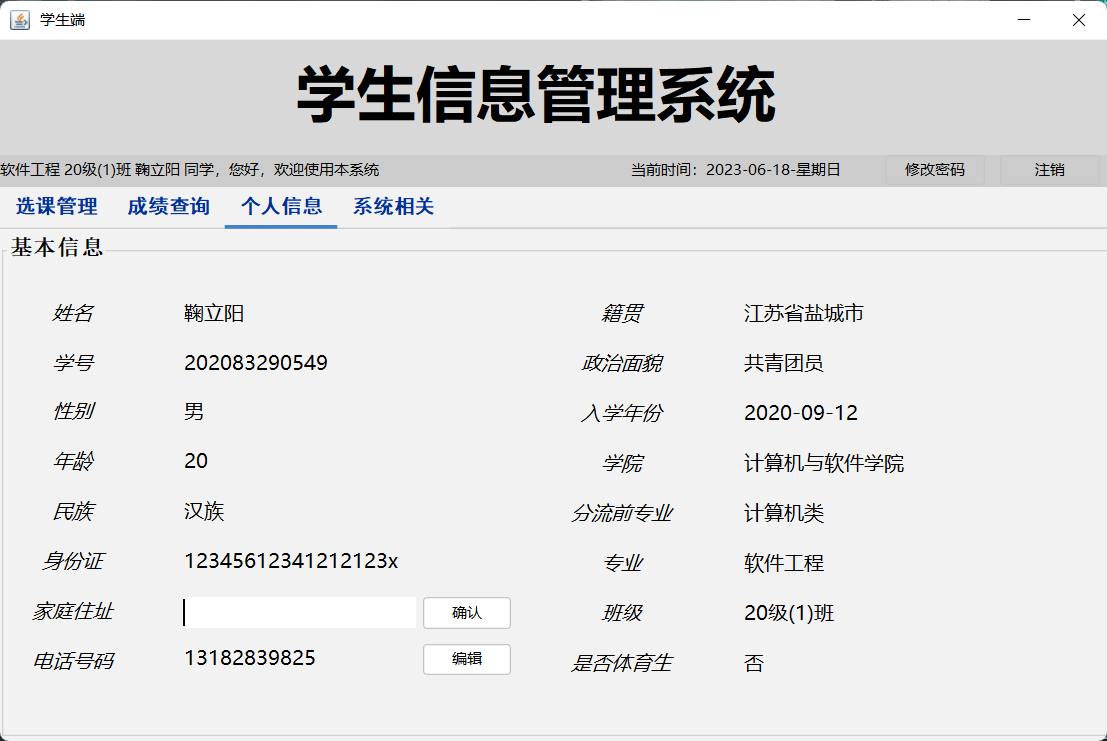 学生端
学生信息管理系统
软件工程 20级(1)班 鞠立阳 同学，您好，欢迎使用本系统 当前时间：2023-06-18-星期日 修改密码 注销
选课管理 成绩查询 个人信息 系统相关
基本信息
姓名 鞠立阳 籍贯 江苏省盐城市
学号 202083290549 政治面貌 共青团员
性别 男 入学年份 2020-09-12
年龄 20 学院 计算机与软件学院
民族 汉族 分流前专业 计算机类
身份证 12345612341212123x 专业 软件工程
家庭住址 确认 班级 20级(1)班
电话号码 13182839825 编辑 是否体育生 否